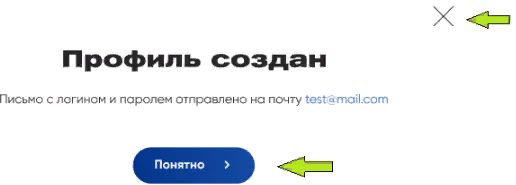 Профиль создан
Письмо с логином и паролем отправлено на почту test@mail.com
Понятно